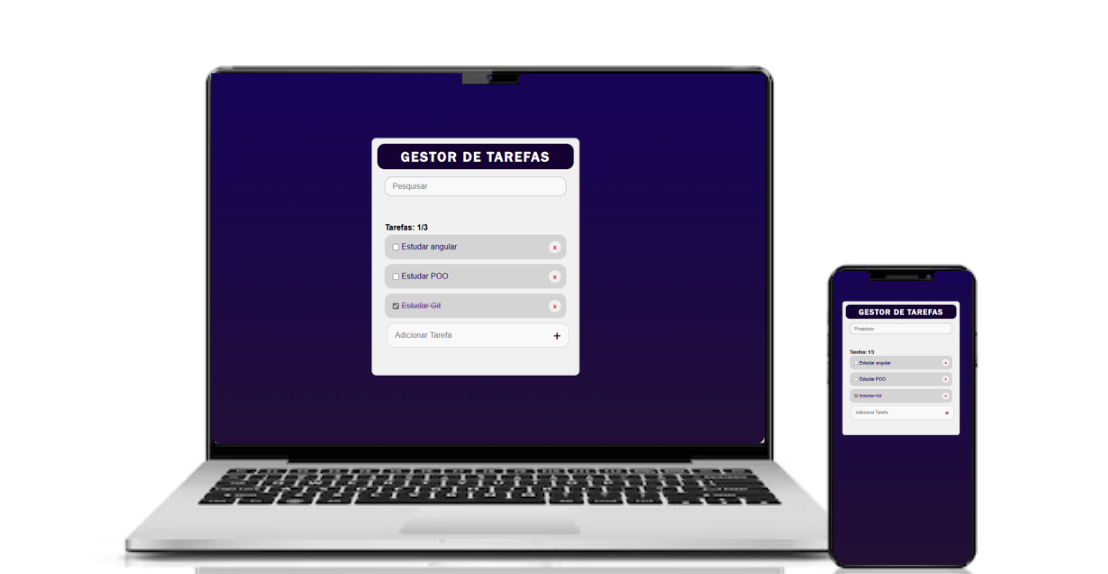 GESTOR DE TAREFAS
Pesquisar
Tarefas: 1/3
Estudar angular
x
Estudar POO
x
Estudar Git
x
Adicionar Tarefa
+
GESTOR DE TAREFAS
Pesquisar
Tarefas: 1/3
Estudar angular
x
Estudar POO
x
Estudar Git
x
Adicionar Tarefa
+